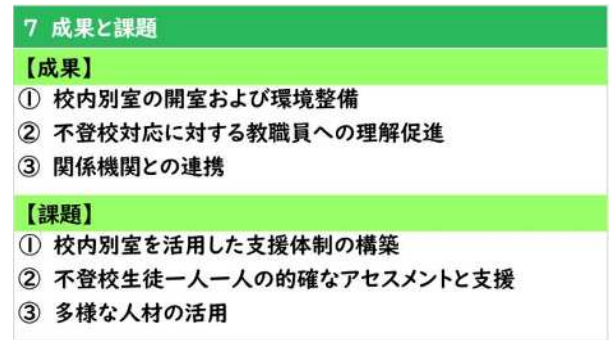 7 成果と課題
【成果】
① 校内別室の開室および環境整備
② 不登校対応に対する教職員への理解促進
③ 関係機関との連携
【課題】
① 校内別室を活用した支援体制の構築
② 不登校生徒一人一人の的確なアセスメントと支援
③ 多様な人材の活用